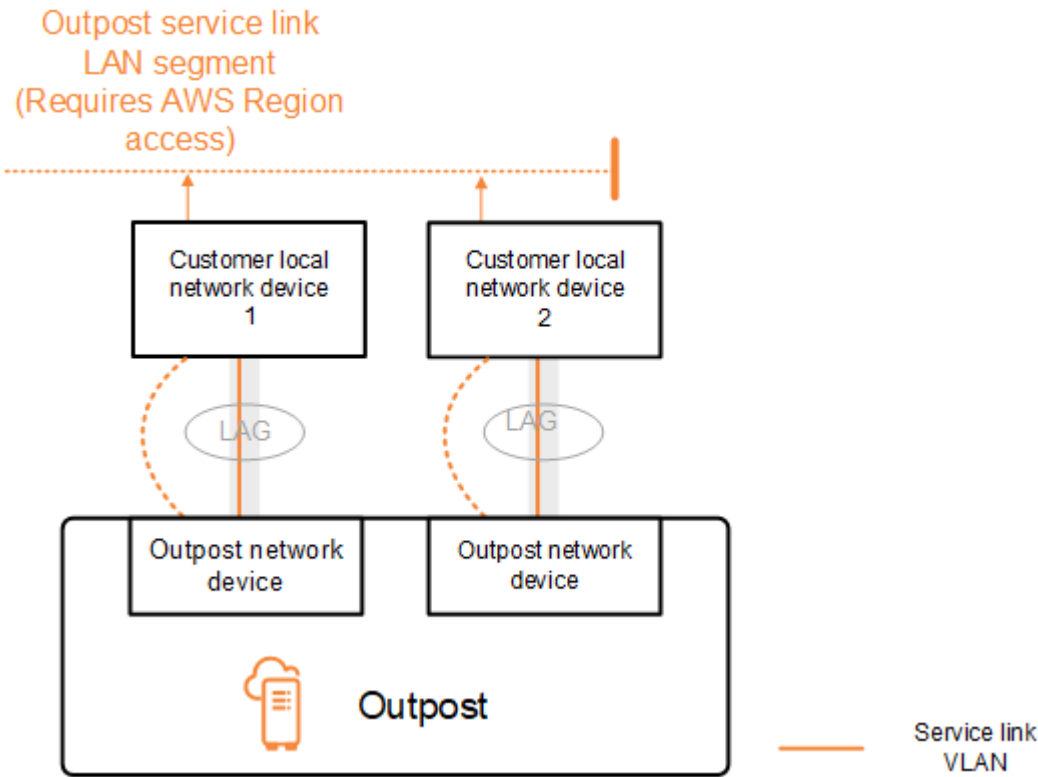 Outpost service link
LAN segment
(Requires AWS Region
access)
Customer local
network device
1
Customer local
network device
2
LAG
LAG
Outpost network
device
Outpost network
device
Outpost
Service link
VLAN